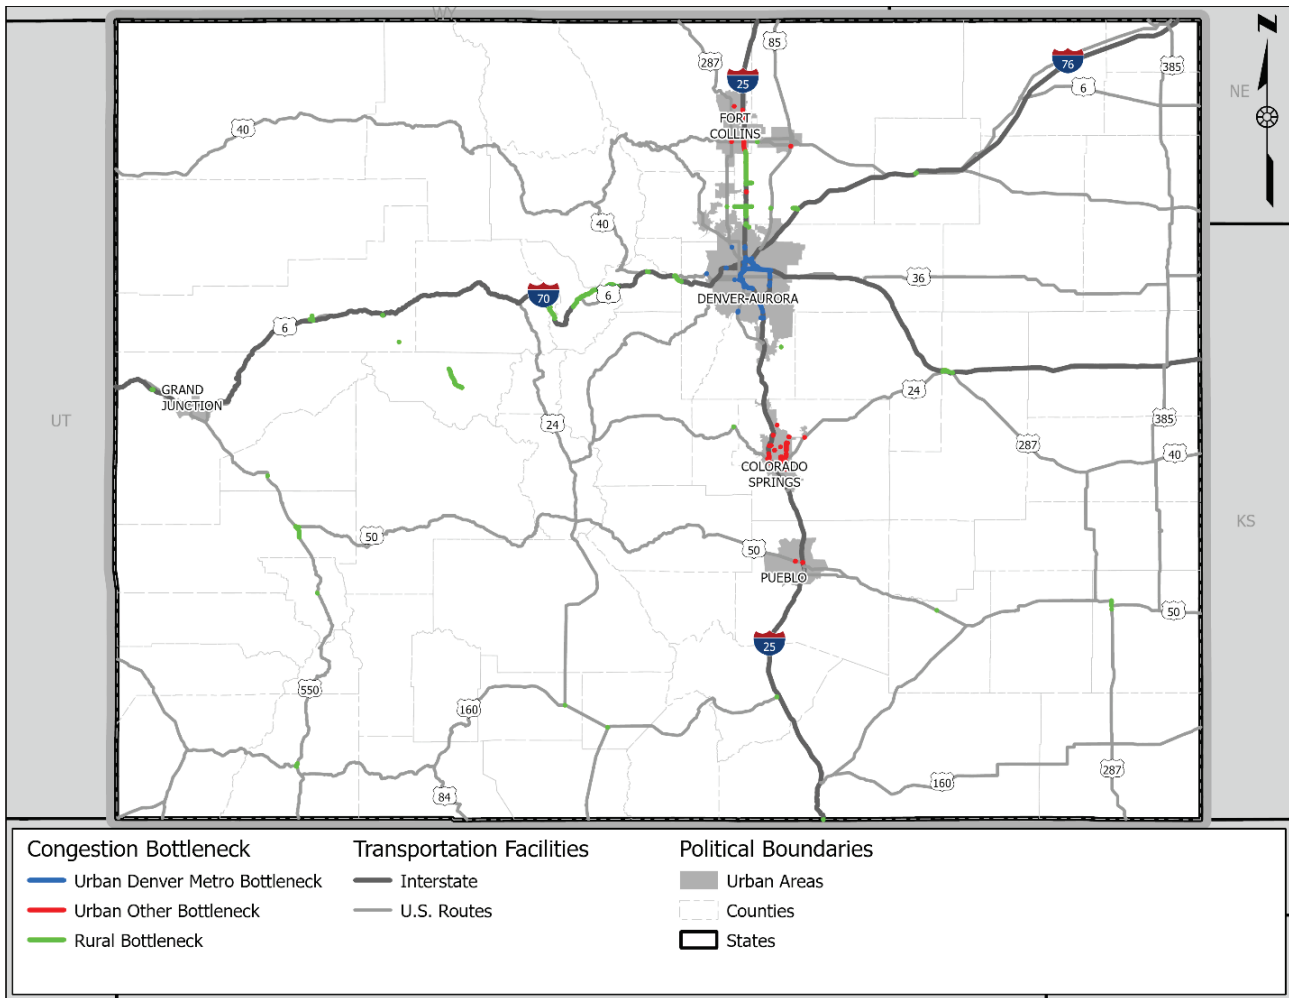 WY
N
NE
UT
KS
287
25
85
76
385
6
40
FORT
COLLINS
40
36
70
6
DENVER-AURORA
6
GRAND
JUNCTION
24
24
385
287
40
COLORADO
SPRINGS
50
50
PUEBLO
50
25
550
160
287
160
84
Congestion Bottleneck
Urban Denver Metro Bottleneck
Urban Other Bottleneck
Rural Bottleneck
Transportation Facilities
Interstate
U.S. Routes
Political Boundaries
Urban Areas
Counties
States